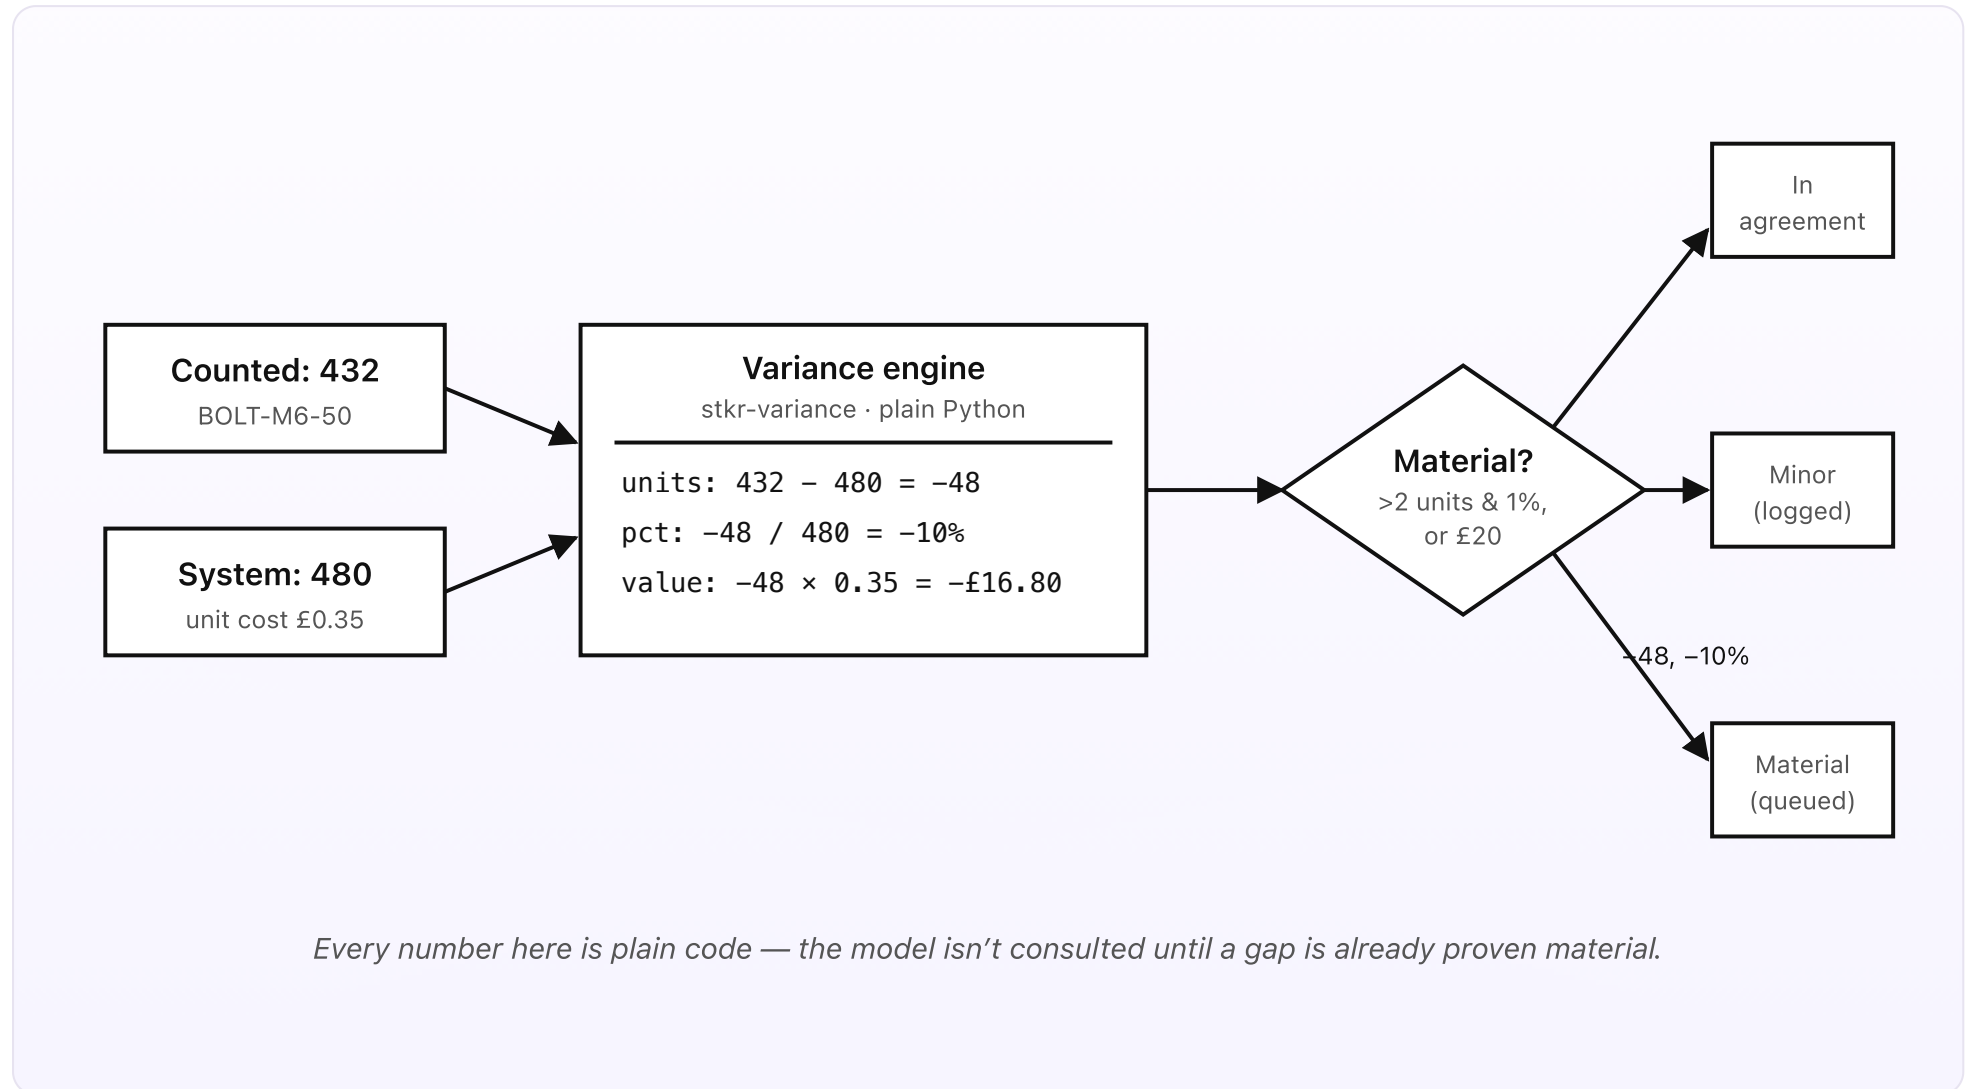 In
agreement
Counted: 432
BOLT-M6-50
System: 480
unit cost £0.35
Variance engine
stkr-variance · plain Python
units: 432 − 480 = −48
pct: −48 / 480 = −10%
value: −48 × 0.35 = −£16.80
Material?
>2 units & 1%,
or £20
Minor
(logged)
−48, −10%
Material
(queued)
Every number here is plain code — the model isn’t consulted until a gap is already proven material.